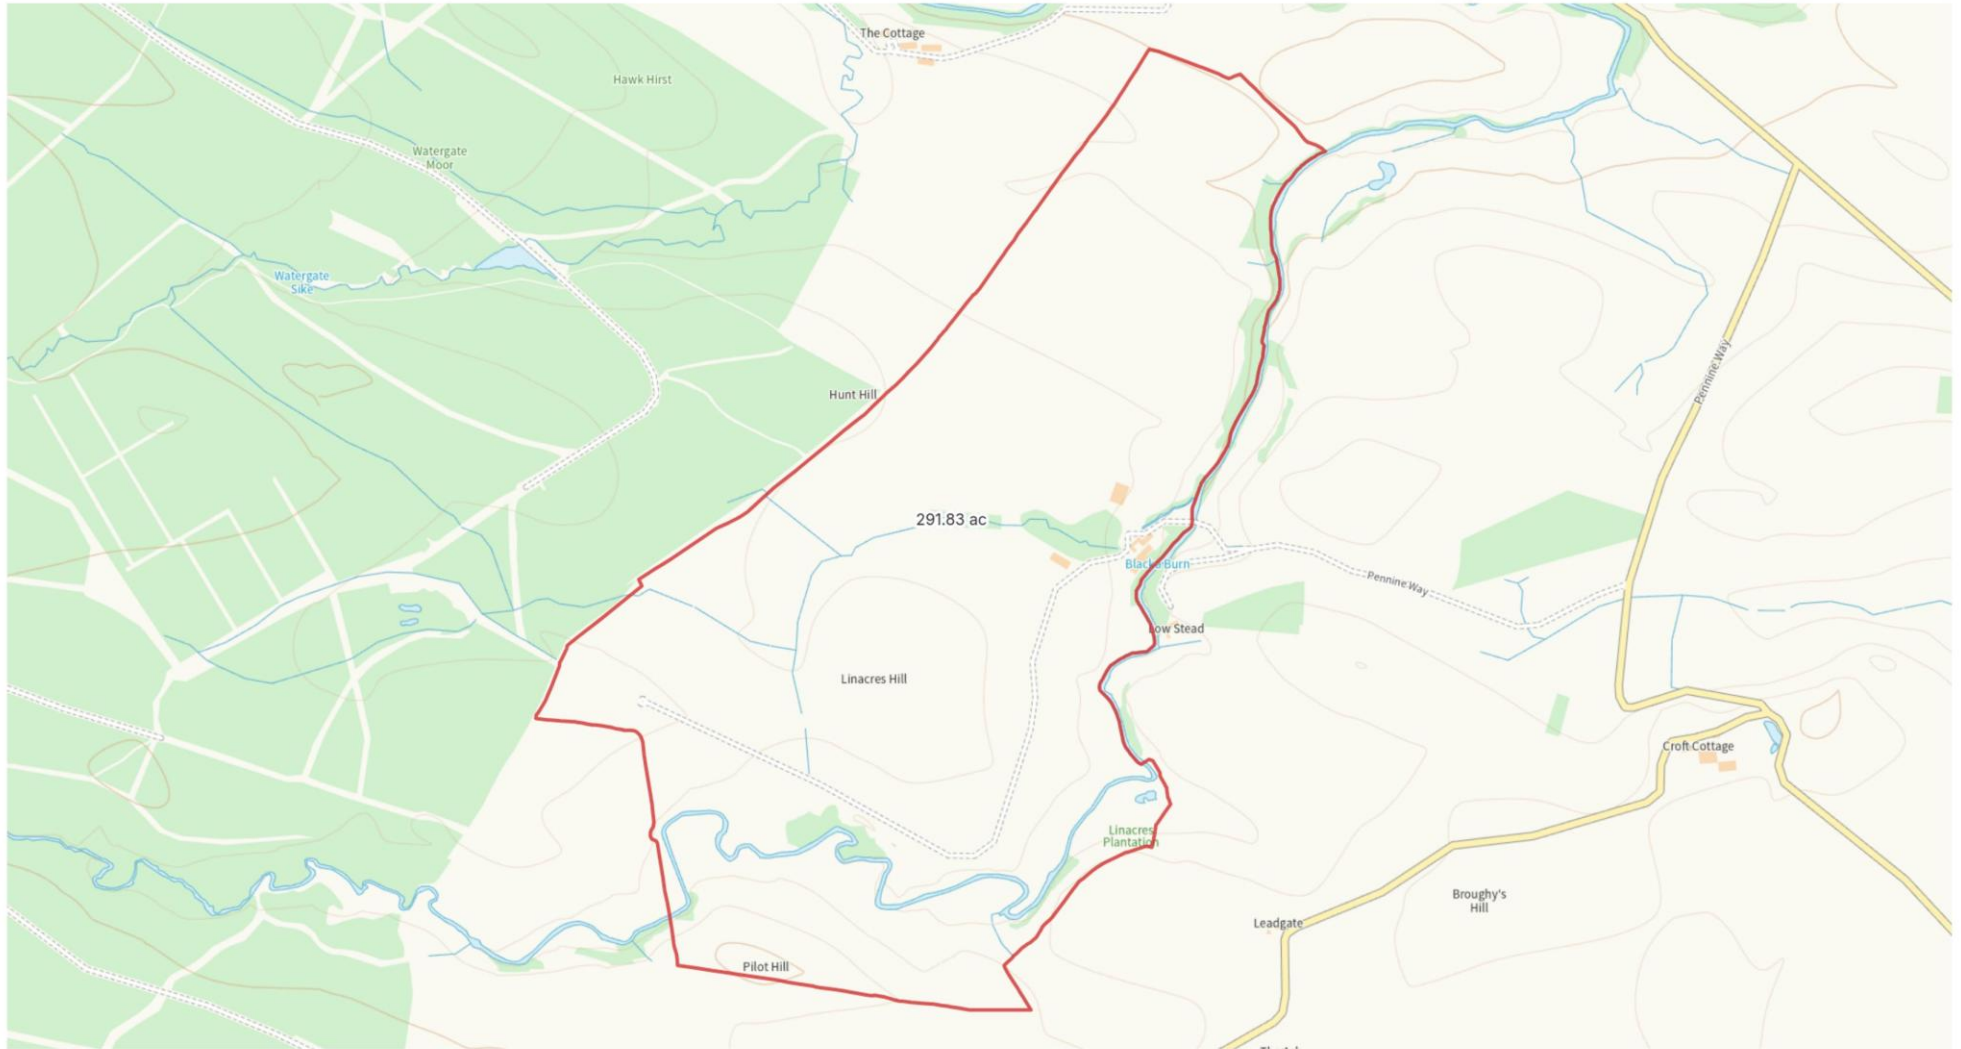 The Cottage
Hawk Hirst
Watergate
Moor
Watergate
Sike
Pennine Way
Hunt Hill
291.83 ac
Blacka Burn
Pennine Way
Low Stead
Linacres Hill
Croft Cottage
Linacres
Plantation
Broughy's
Hill
Leadgate
Pilot Hill